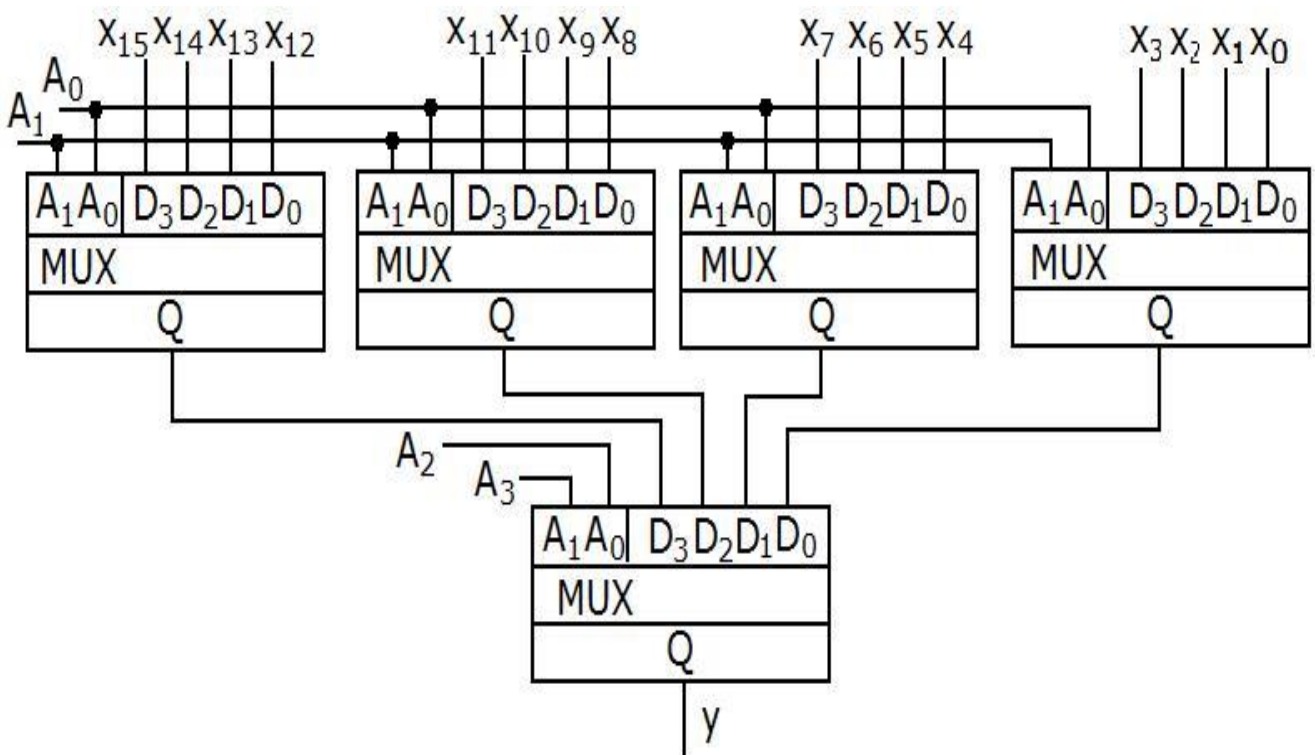 x₁₅ x₁₄ x₁₃ x₁₂ x₁₁ x₁₀ x₉ x₈ x₇ x₆ x₅ x₄ x₃ x₂ x₁ x₀
A₀
A₁
A₁ A₀ D₃ D₂ D₁ D₀ A₁ A₀ D₃ D₂ D₁ D₀ A₁ A₀ D₃ D₂ D₁ D₀ A₁ A₀ D₃ D₂ D₁ D₀
MUX MUX MUX MUX
Q Q Q Q
A₂
A₃
A₁ A₀ D₃ D₂ D₁ D₀
MUX
Q
y